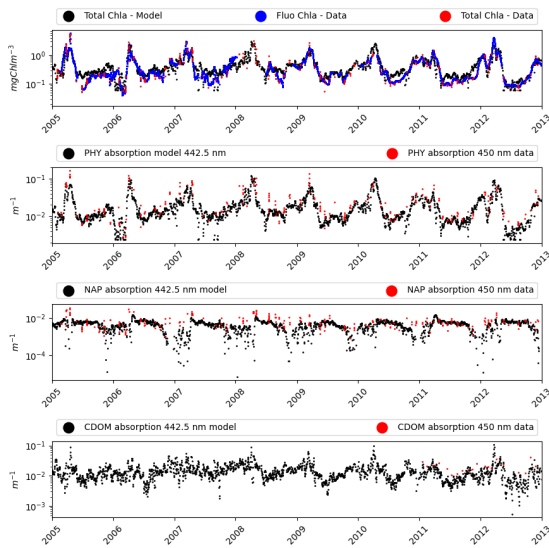 Total Chla - Model Fluo Chla - Data Total Chla - Data
mgChlm⁻³
10⁰
10⁻¹
2005 2006 2007 2008 2009 2010 2011 2012 2013
PHY absorption model 442.5 nm PHY absorption 450 nm data
m⁻¹
10⁻¹
10⁻²
2005 2006 2007 2008 2009 2010 2011 2012 2013
NAP absorption 442.5 nm model NAP absorption 450 nm data
m⁻¹
10⁻²
10⁻⁴
2005 2006 2007 2008 2009 2010 2011 2012 2013
CDOM absorption 442.5 nm model CDOM absorption 450 nm data
m⁻¹
10⁻¹
10⁻²
10⁻³
2005 2006 2007 2008 2009 2010 2011 2012 2013